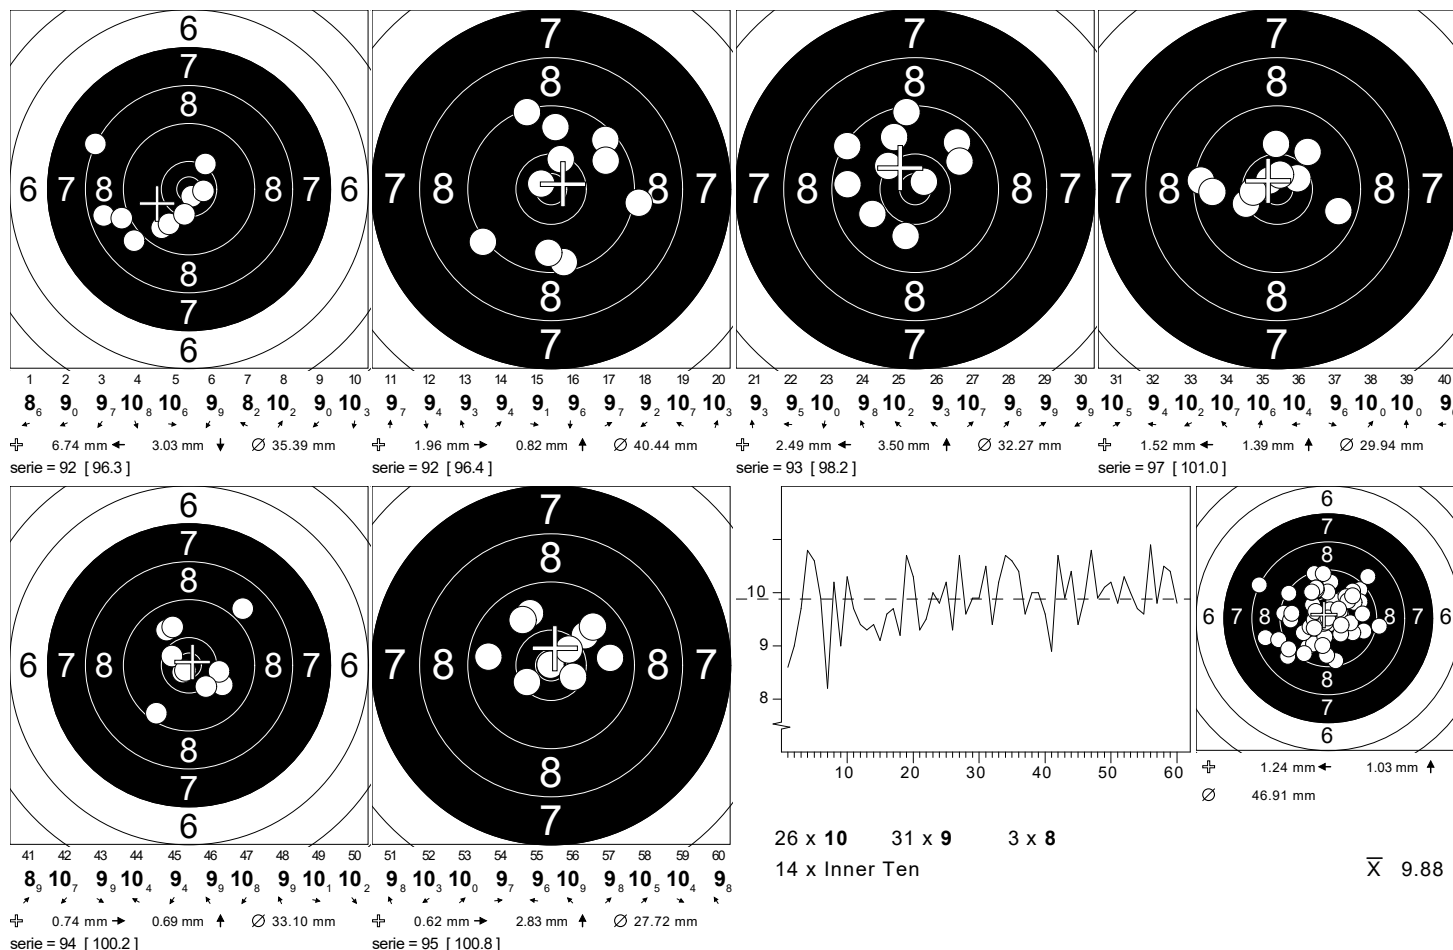 6
7
8
6 7 8 8 7 6
8
7
6
1 2 3 4 5 6 7 8 9 10
8₆ 9₀ 9₇ 10₈ 10₆ 9₉ 8₂ 10₂ 9₀ 10₃
6.74 mm ← 3.03 mm ↓ Ø 35.39 mm
serie = 92 [ 96.3 ]
7
8
7 8 8 7
8
7
11 12 13 14 15 16 17 18 19 20
9₇ 9₄ 9₃ 9₄ 9₁ 9₆ 9₇ 9₂ 10₇ 10₃
1.96 mm → 0.82 mm ↑ Ø 40.44 mm
serie = 92 [ 96.4 ]
7
8
7 8 8 7
8
7
21 22 23 24 25 26 27 28 29 30
9₃ 9₅ 10₀ 9₈ 10₂ 9₃ 10₇ 9₆ 9₉ 9₉
2.49 mm ← 3.50 mm ↑ Ø 32.27 mm
serie = 93 [ 98.2 ]
7
8
7 8 8 7
8
7
31 32 33 34 35 36 37 38 39 40
10₅ 9₄ 10₂ 10₇ 10₆ 10₄ 9₆ 10₀ 10₀ 9
1.52 mm ← 1.39 mm ↑ Ø 29.94 mm
serie = 97 [ 101.0 ]
6
7
8
6 7 8 8 7 6
8
7
6
41 42 43 44 45 46 47 48 49 50
8₉ 10₇ 9₉ 10₄ 9₄ 9₉ 10₈ 9₉ 10₁ 10₂
0.74 mm → 0.69 mm ↑ Ø 33.10 mm
serie = 94 [ 100.2 ]
7
8
7 8 8 7
8
7
51 52 53 54 55 56 57 58 59 60
9₈ 10₃ 10₀ 9₇ 9₆ 10₉ 9₈ 10₅ 10₄ 9₈
0.62 mm → 2.83 mm ↑ Ø 27.72 mm
serie = 95 [ 100.8 ]
10
9
8
10 20 30 40 50 60
6
7
8
6 7 8 8 7 6
8
7
6
1.24 mm ← 1.03 mm ↑
Ø 46.91 mm
26 x 10 31 x 9 3 x 8
14 x Inner Ten
X̅ 9.88